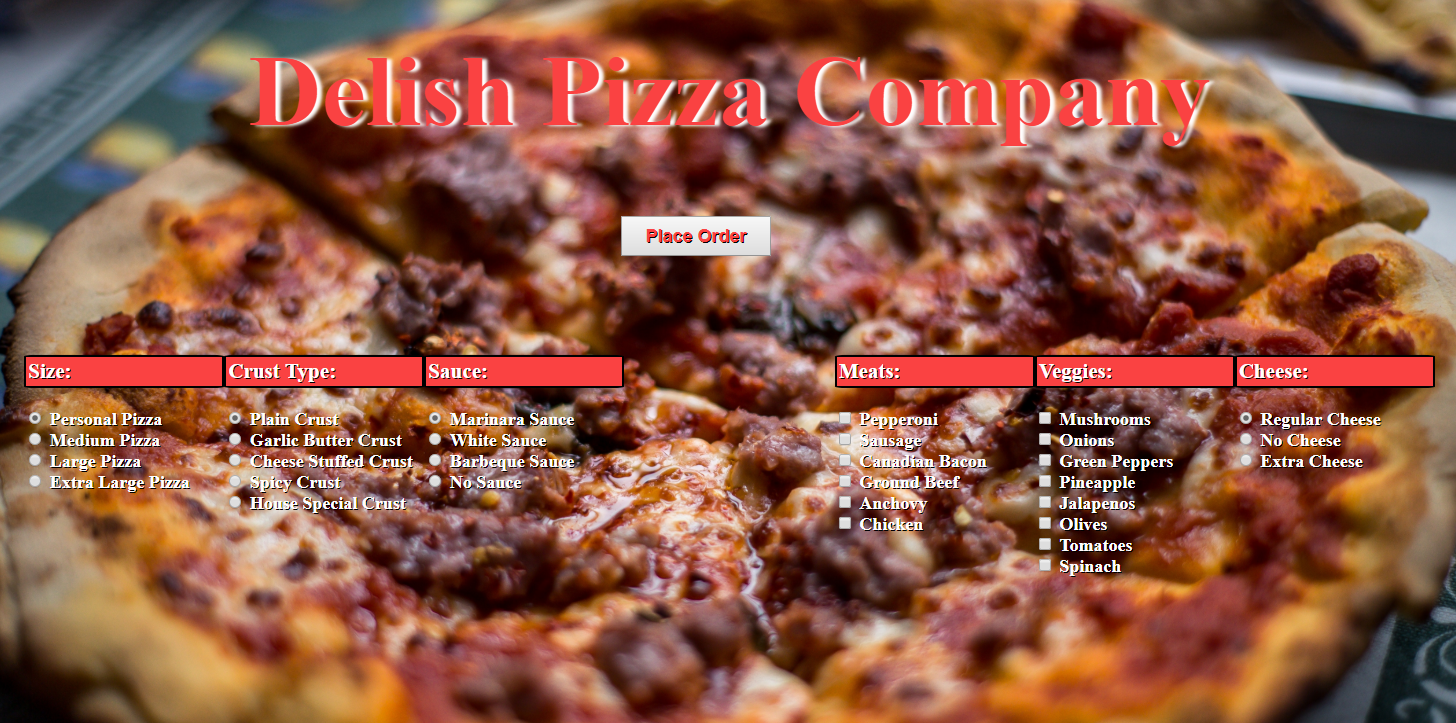 Delish Pizza Company
Place Order
Size:
Personal Pizza
Medium Pizza
Large Pizza
Extra Large Pizza
Crust Type:
Plain Crust
Garlic Butter Crust
Cheese Stuffed Crust
Spicy Crust
House Special Crust
Sauce:
Marinara Sauce
White Sauce
Barbeque Sauce
No Sauce
Meats:
Pepperoni
Sausage
Canadian Bacon
Ground Beef
Anchovy
Chicken
Veggies:
Mushrooms
Onions
Green Peppers
Pineapple
Jalapenos
Olives
Tomatoes
Spinach
Cheese:
Regular Cheese
No Cheese
Extra Cheese